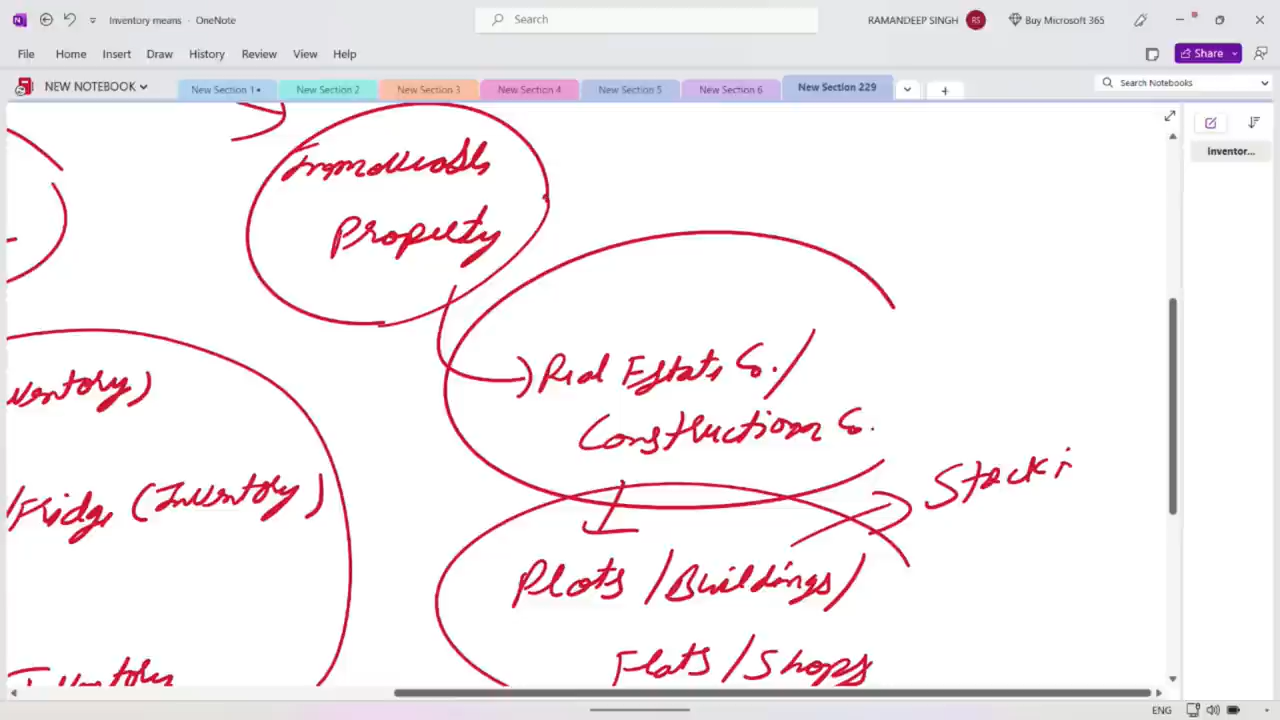 Inventory means - OneNote
Search
RAMANDEEP SINGH RS Buy Microsoft 365
File Home Insert Draw History Review View Help
Share
NEW NOTEBOOK
New Section 1 New Section 2 New Section 3 New Section 4 New Section 5 New Section 6 New Section 229
Search Notebooks
Inventor...
Immovable
Property
Real Estate Co. /
Construction Co.
ventory)
Stock i
/Fridge (Inventory)
Plots / Buildings /
Flats / Shops
Inventory
ENG